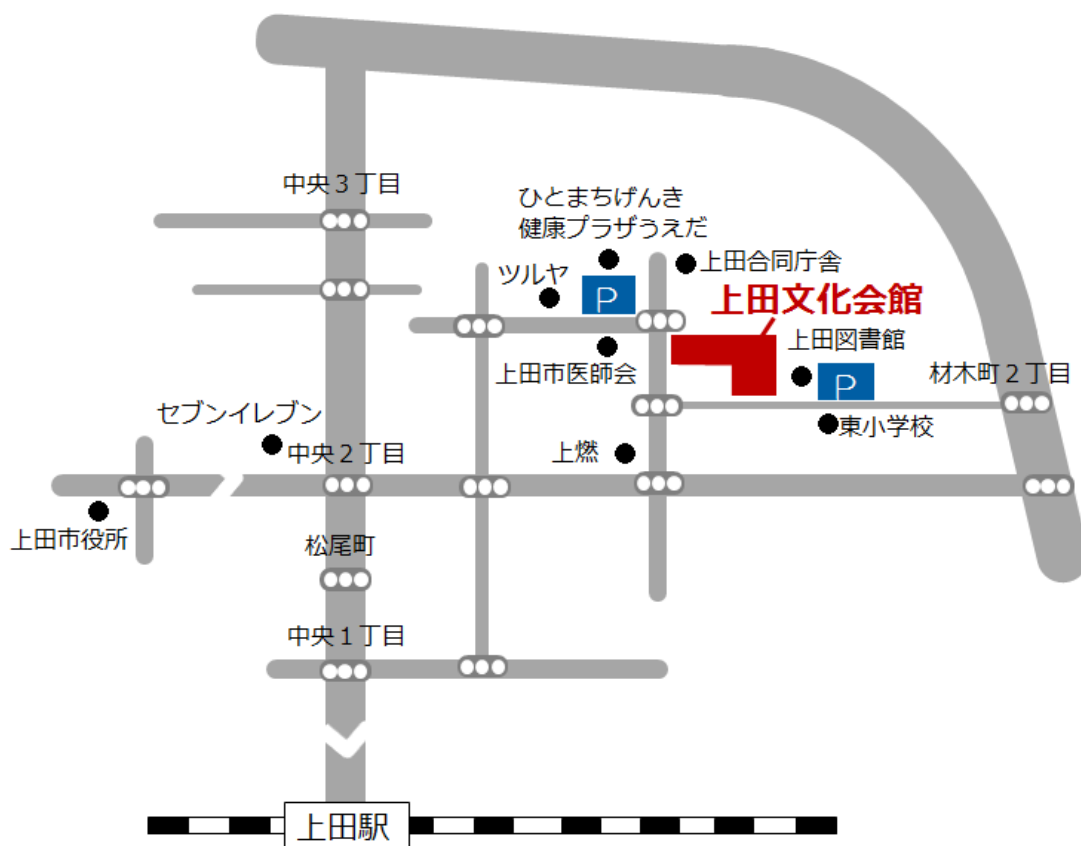 中央３丁目
ひとまちげんき
健康プラザうえだ
ツルヤ
P
上田合同庁舎
上田文化会館
上田図書館
P
上田市医師会
材木町２丁目
東小学校
セブンイレブン
中央２丁目
上燃
上田市役所
松尾町
中央１丁目
上田駅